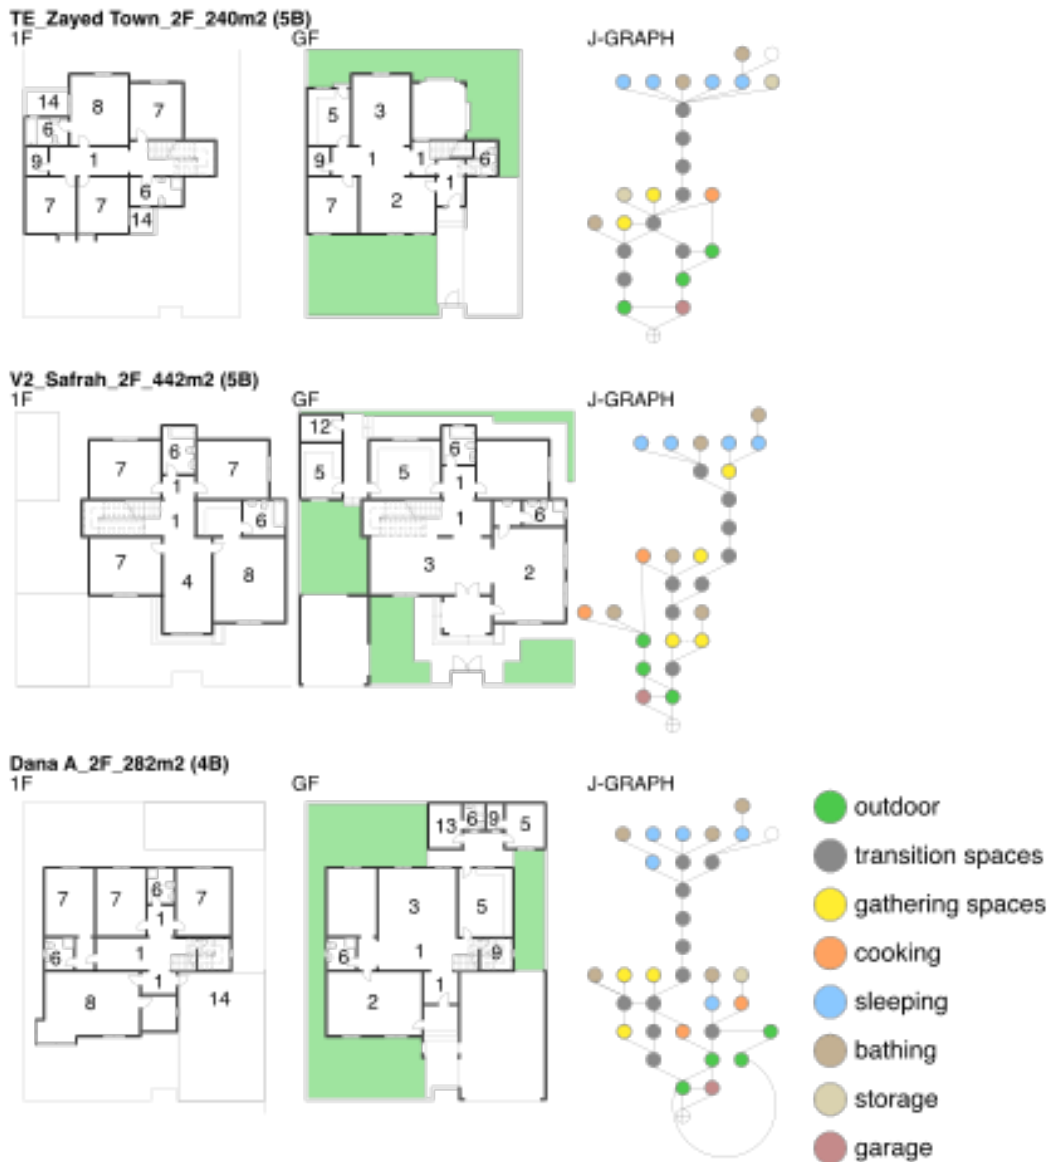 TE_Zayed Town_2F_240m2 (5B)
1F
GF
J-GRAPH
14 8 7
6
9 1
6
7 7
14
3
5
9 1 1 6
1
7 2
V2_Safrah_2F_442m2 (5B)
1F
GF
J-GRAPH
6
7 7
1
1 6
7 4 8
12
6
5 5
1
1 6
3 2
Dana A_2F_282m2 (4B)
1F
GF
J-GRAPH
7 7 6 7
1
6 1
1
8 14
13 6 9 5
3 5
6 1 9
1
2
outdoor
transition spaces
gathering spaces
cooking
sleeping
bathing
storage
garage